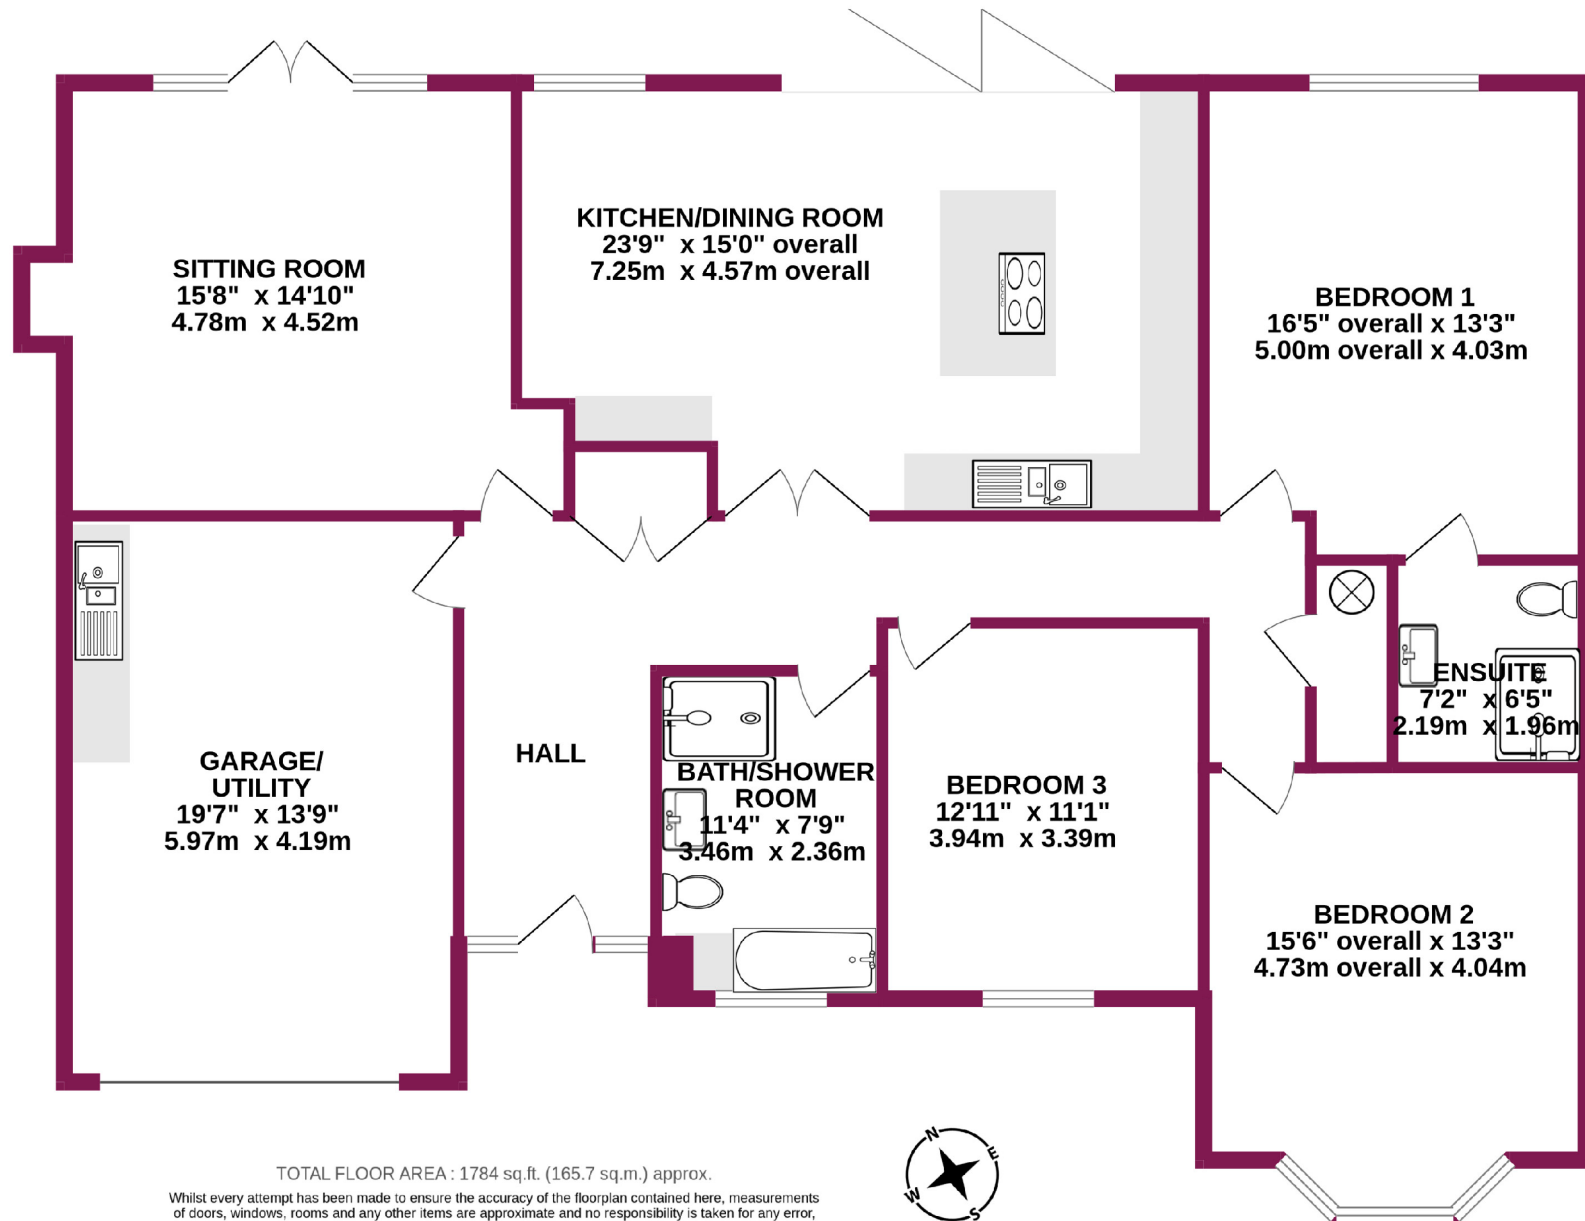 SITTING ROOM
15'8" x 14'10"
4.78m x 4.52m
KITCHEN/DINING ROOM
23'9" x 15'0" overall
7.25m x 4.57m overall
BEDROOM 1
16'5" overall x 13'3"
5.00m overall x 4.03m
ENSUITE
7'2" x 6'5"
2.19m x 1.96m
GARAGE/
UTILITY
19'7" x 13'9"
5.97m x 4.19m
HALL
BATH/SHOWER
ROOM
11'4" x 7'9"
3.46m x 2.36m
BEDROOM 3
12'11" x 11'1"
3.94m x 3.39m
BEDROOM 2
15'6" overall x 13'3"
4.73m overall x 4.04m
N
E
W
S
TOTAL FLOOR AREA : 1784 sq.ft. (165.7 sq.m.) approx.
Whilst every attempt has been made to ensure the accuracy of the floorplan contained here, measurements
of doors, windows, rooms and any other items are approximate and no responsibility is taken for any error,